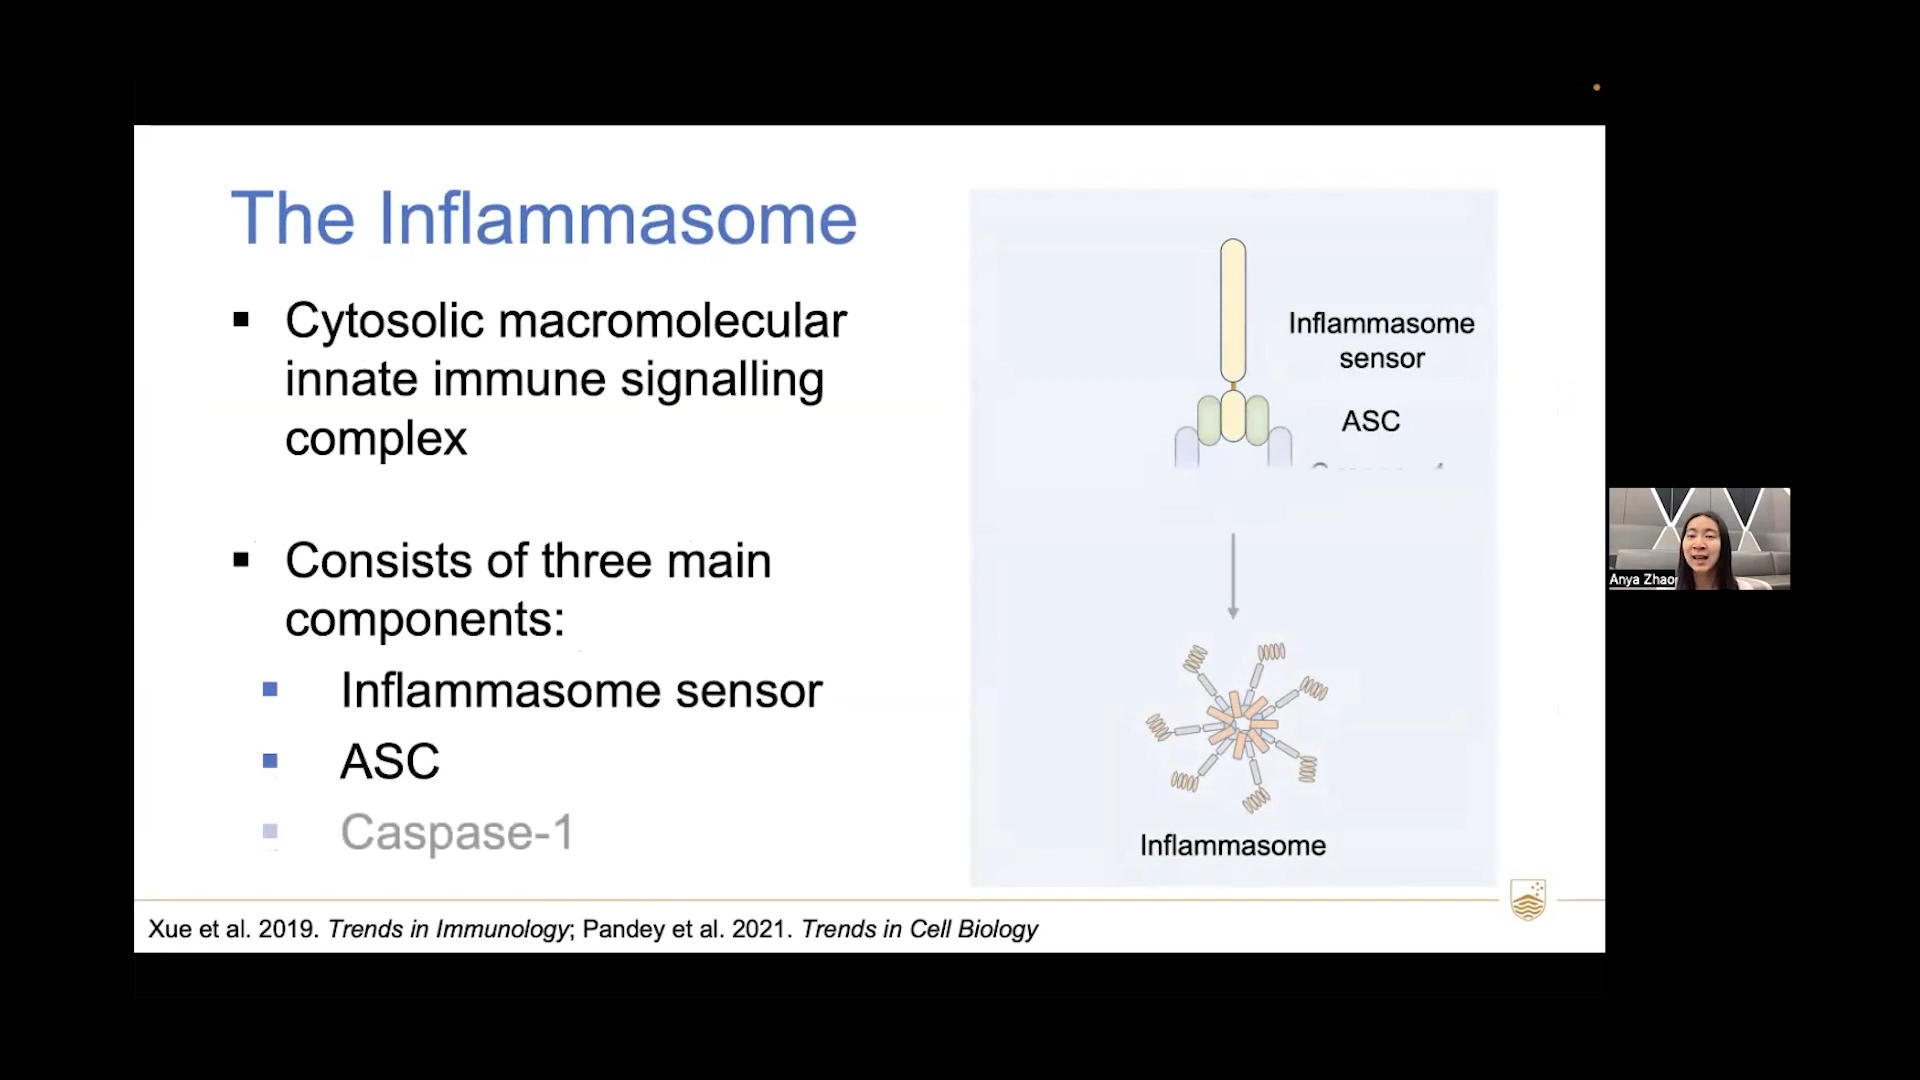 The Inflammasome
Cytosolic macromolecular
innate immune signalling
complex
Consists of three main
components:
Inflammasome sensor
ASC
Caspase-1
Inflammasome
sensor
ASC
Inflammasome
Xue et al. 2019. Trends in Immunology; Pandey et al. 2021. Trends in Cell Biology
Anya Zhao